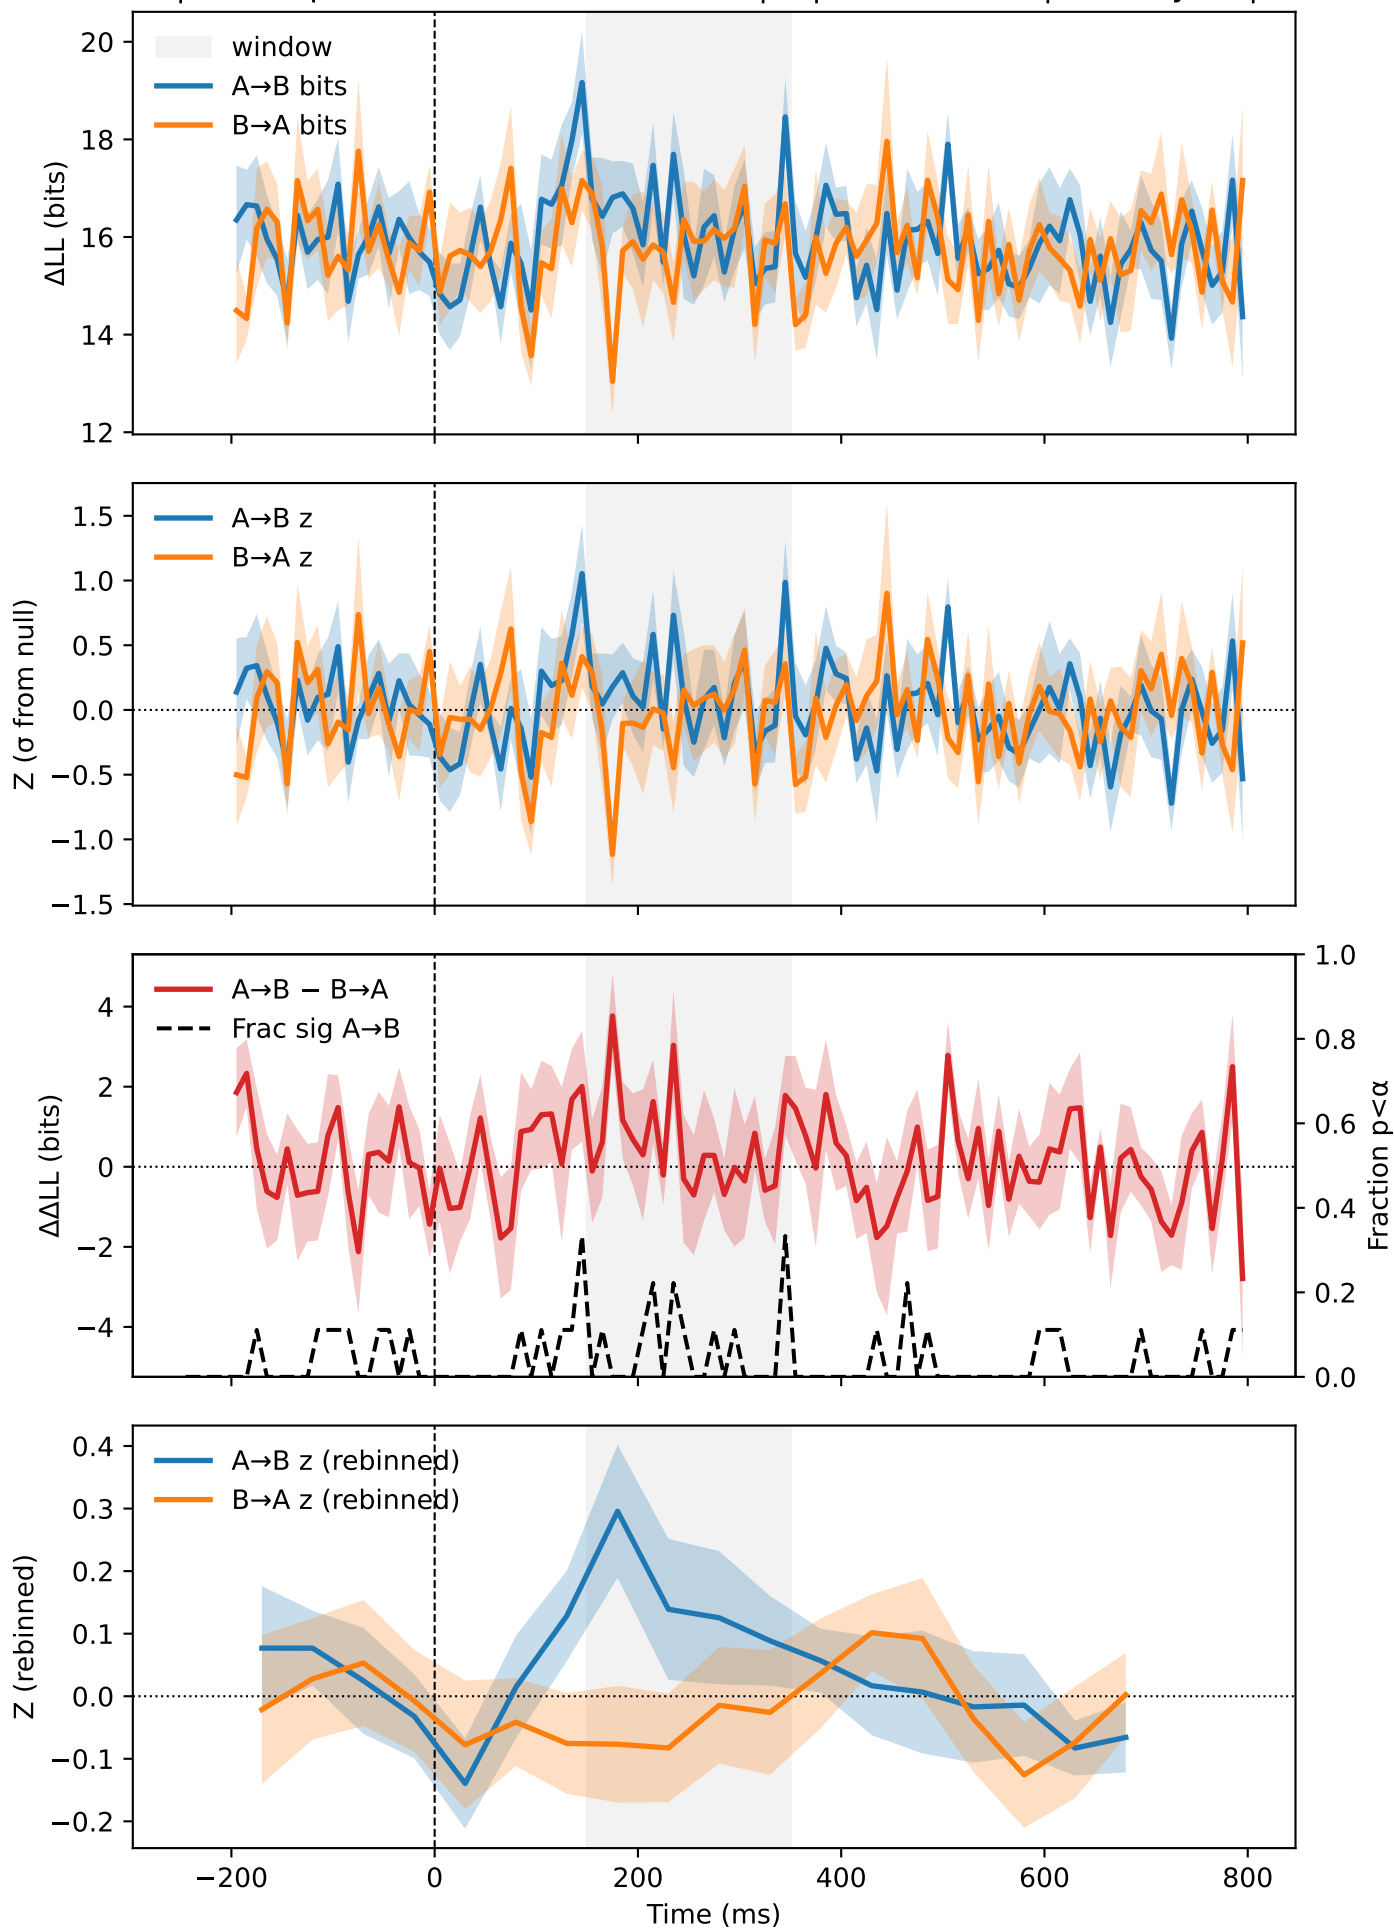 20
18
16
14
12
ΔLL (bits)
window
A→B bits
B→A bits
1.5
1.0
0.5
0.0
−0.5
−1.0
−1.5
Z (σ from null)
A→B z
B→A z
4
2
0
−2
−4
ΔΔLL (bits)
A→B − B→A
Frac sig A→B
1.0
0.8
0.6
0.4
0.2
0.0
Fraction p<α
0.4
0.3
0.2
0.1
0.0
−0.1
−0.2
Z (rebinned)
A→B z (rebinned)
B→A z (rebinned)
−200 0 200 400 600 800
Time (ms)